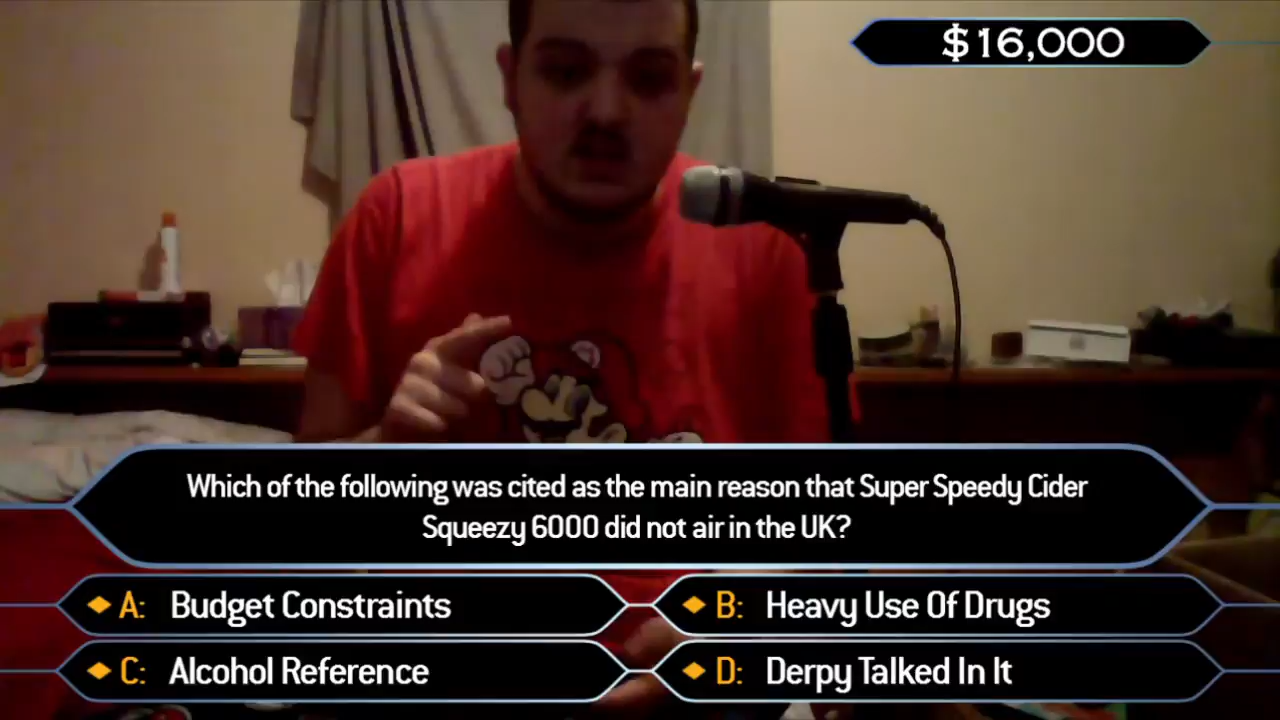 $16,000
Which of the following was cited as the main reason that Super Speedy Cider
Squeezy 6000 did not air in the UK?
A: Budget Constraints
B: Heavy Use Of Drugs
C: Alcohol Reference
D: Derpy Talked In It